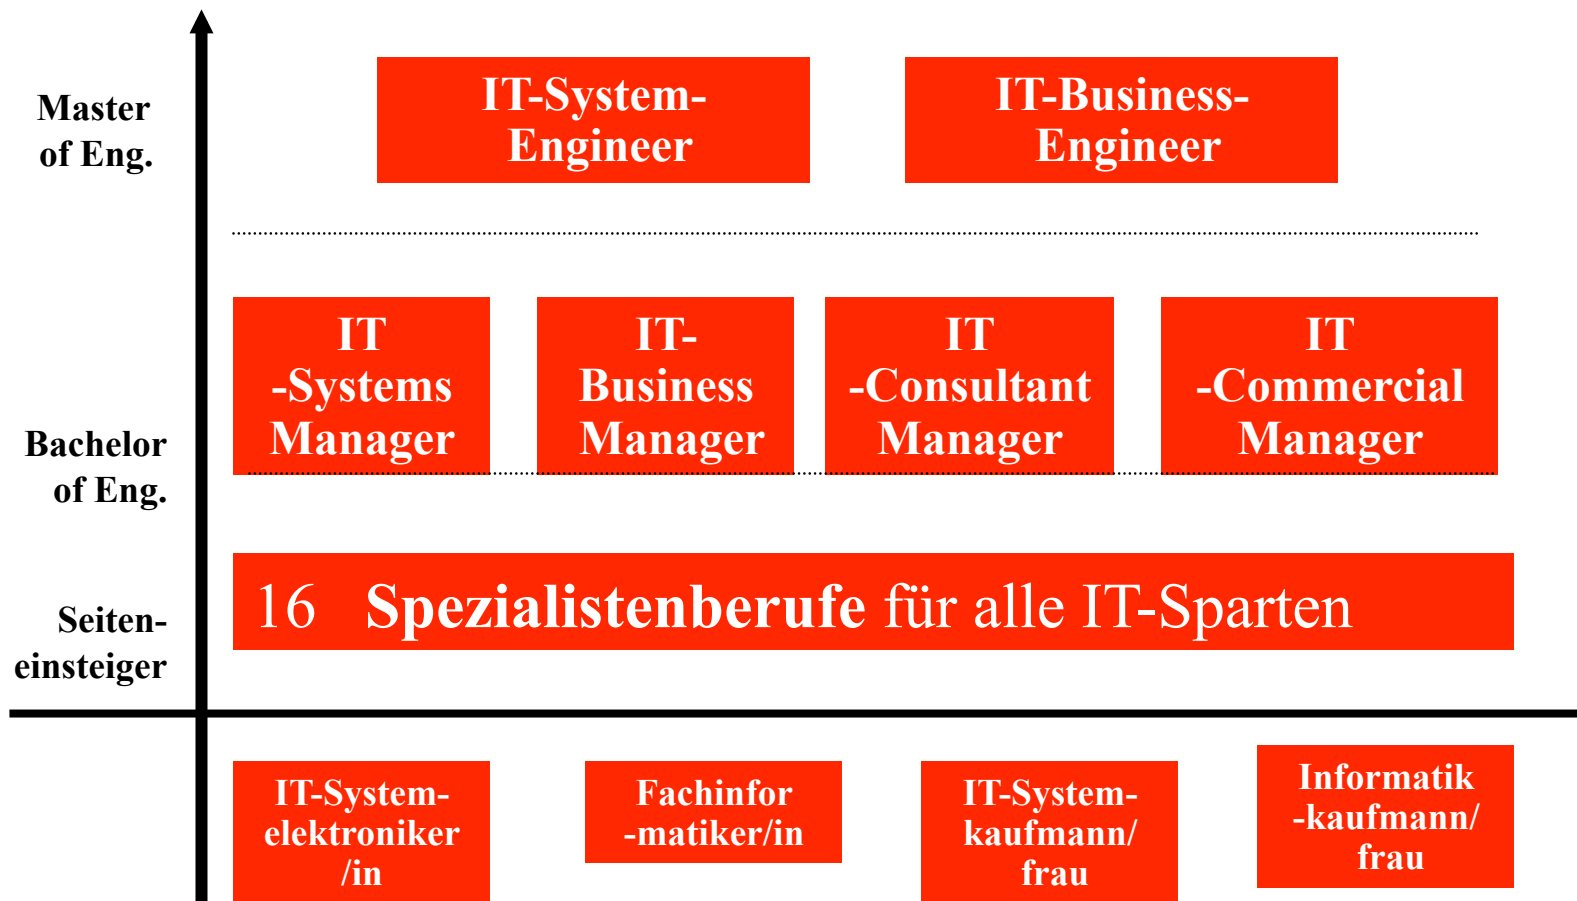 Master
of Eng.
IT-System-
Engineer
IT-Business-
Engineer
Bachelor
of Eng.
IT
-Systems
Manager
IT-
Business
Manager
IT
-Consultant
Manager
IT
-Commercial
Manager
Seiten-
einsteiger
16 Spezialistenberufe für alle IT-Sparten
IT-System-
elektroniker
/in
Fachinfor
-matiker/in
IT-System-
kaufmann/
frau
Informatik
-kaufmann/
frau